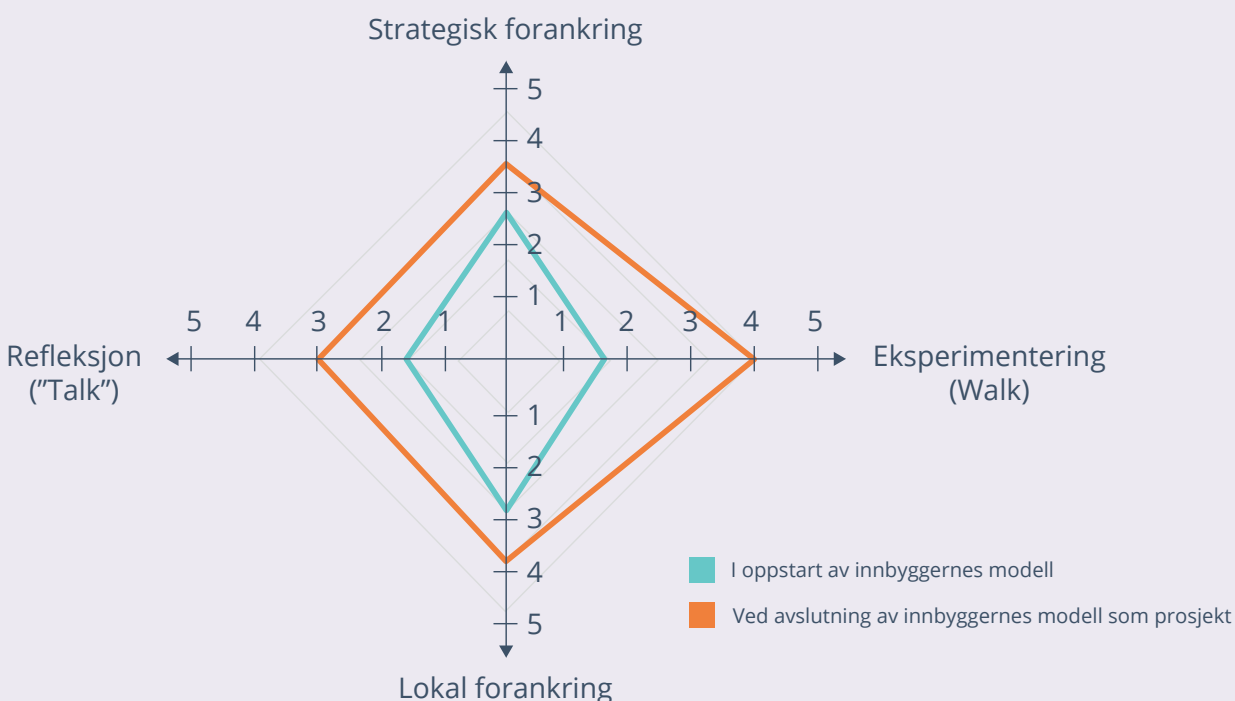 Strategisk forankring
5
4
3
2
1
5 4 3 2 1 1 2 3 4 5
Refleksjon
("Talk")
Eksperimentering
(Walk)
1
2
3
4
5
I oppstart av innbyggernes modell
Ved avslutning av innbyggernes modell som prosjekt
Lokal forankring